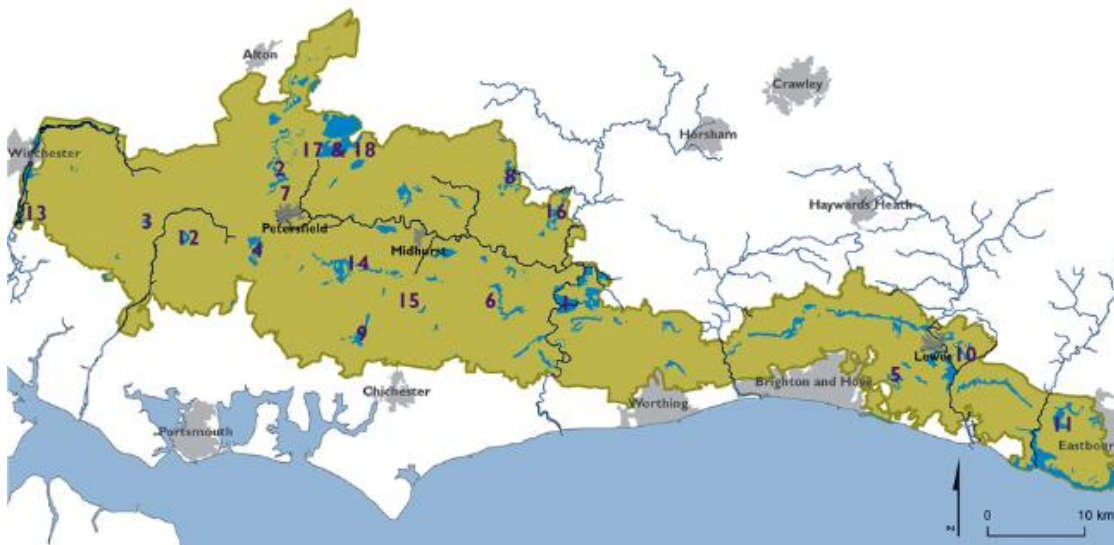 Alton
Crawley
Horsham
Winchester
17 & 18
2
8
7
13
3
16
Haywards Heath
Petersfield
12
4
Midhurst
14
15
6
1
9
Lewes
10
5
Chichester
Brighton and Hove
Worthing
11
Portsmouth
Eastbour
N
0
10 km